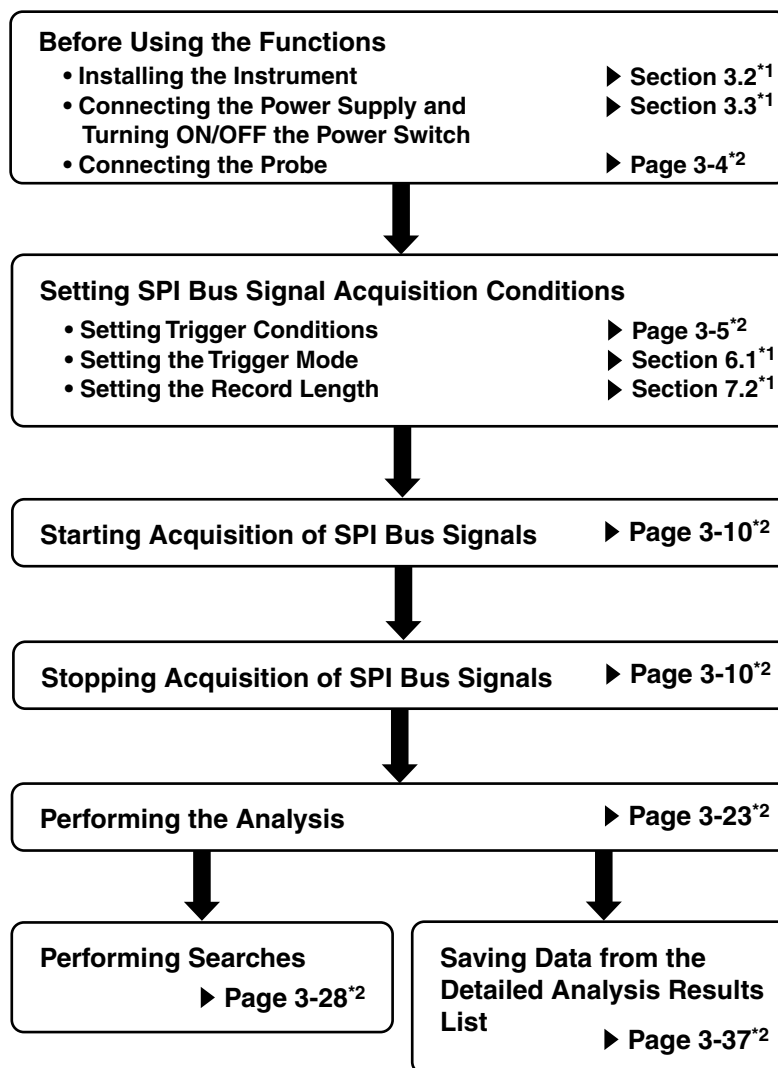 Before Using the Functions
• Installing the Instrument ▶ Section 3.2*1
• Connecting the Power Supply and ▶ Section 3.3*1
Turning ON/OFF the Power Switch
• Connecting the Probe ▶ Page 3-4*2
Setting SPI Bus Signal Acquisition Conditions
• Setting Trigger Conditions ▶ Page 3-5*2
• Setting the Trigger Mode ▶ Section 6.1*1
• Setting the Record Length ▶ Section 7.2*1
Starting Acquisition of SPI Bus Signals ▶ Page 3-10*2
Stopping Acquisition of SPI Bus Signals ▶ Page 3-10*2
Performing the Analysis ▶ Page 3-23*2
Performing Searches
▶ Page 3-28*2
Saving Data from the
Detailed Analysis Results
List
▶ Page 3-37*2